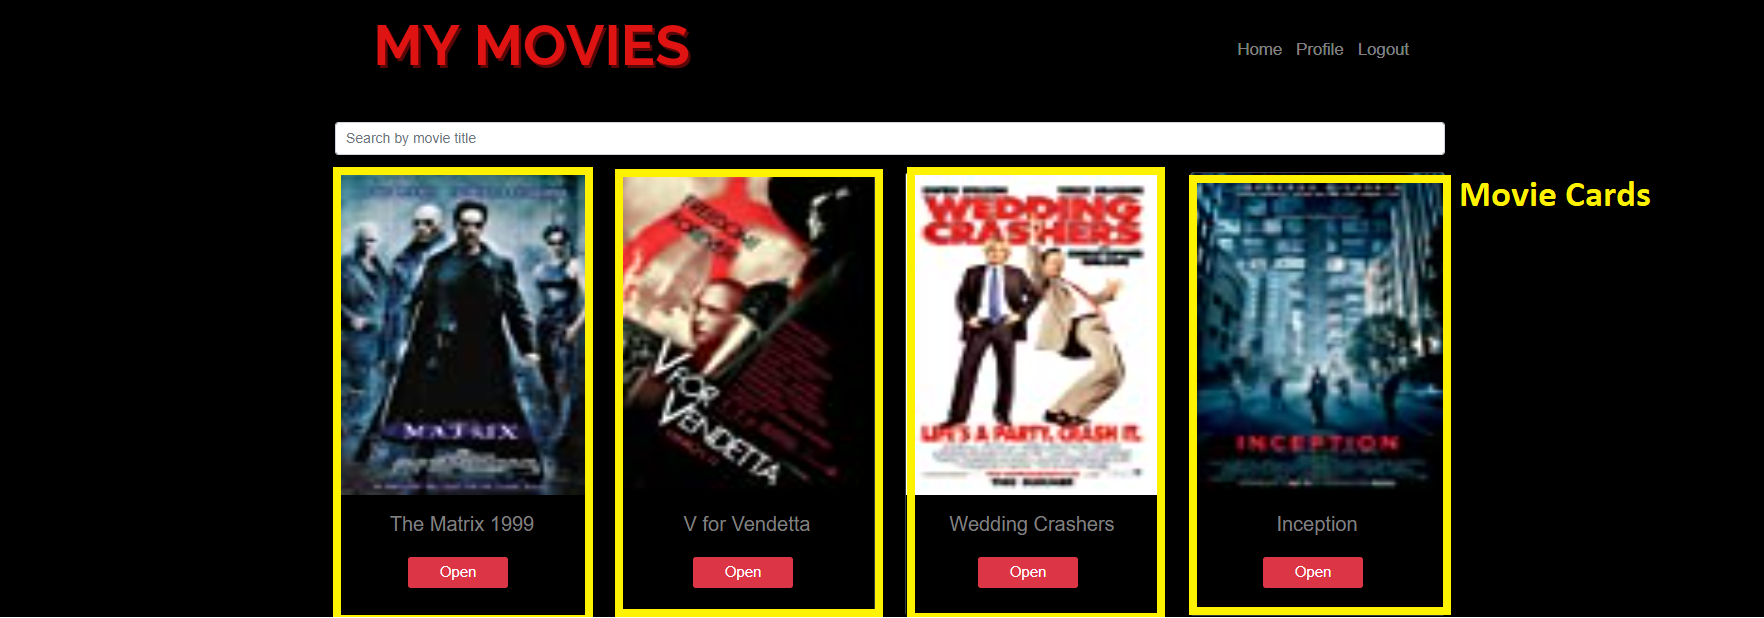 MY MOVIES
Home Profile Logout
Search by movie title
Movie Cards
MATRIX
The Matrix 1999
Open
FREEDOM!
FOREVER!
V FOR
VENDETTA
V for Vendetta
Open
WEDDING
CRASHERS
LIFE'S A PARTY. CRASH IT.
Wedding Crashers
Open
INCEPTION
Inception
Open